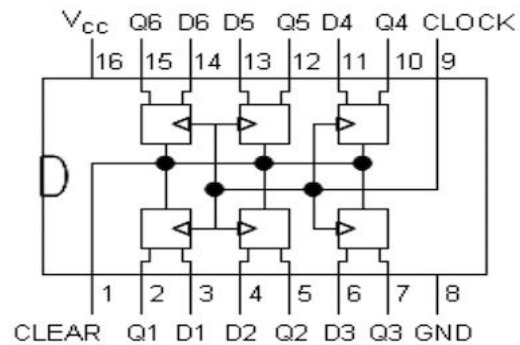 VCC Q6 D6 D5 Q5 D4 Q4 CLOCK
16 15 14 13 12 11 10 9
1 2 3 4 5 6 7 8
CLEAR Q1 D1 D2 Q2 D3 Q3 GND